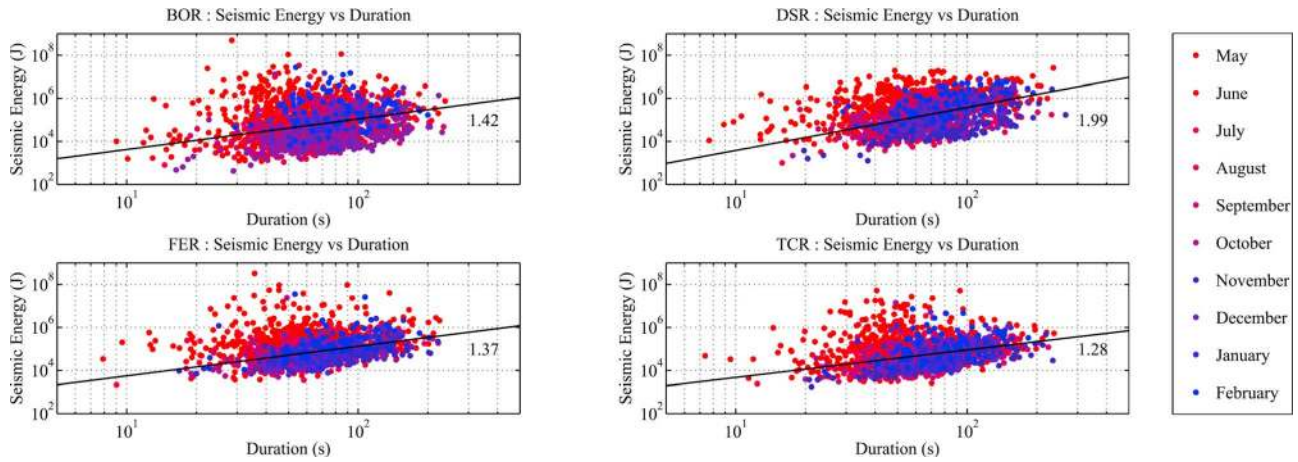 BOR : Seismic Energy vs Duration
Seismic Energy (J)
10^8
10^6
10^4
10^2
1.42
10^1
10^2
Duration (s)
DSR : Seismic Energy vs Duration
Seismic Energy (J)
10^8
10^6
10^4
10^2
1.99
10^1
10^2
Duration (s)
FER : Seismic Energy vs Duration
Seismic Energy (J)
10^8
10^6
10^4
10^2
1.37
10^1
10^2
Duration (s)
TCR : Seismic Energy vs Duration
Seismic Energy (J)
10^8
10^6
10^4
10^2
1.28
10^1
10^2
Duration (s)
May
June
July
August
September
October
November
December
January
February